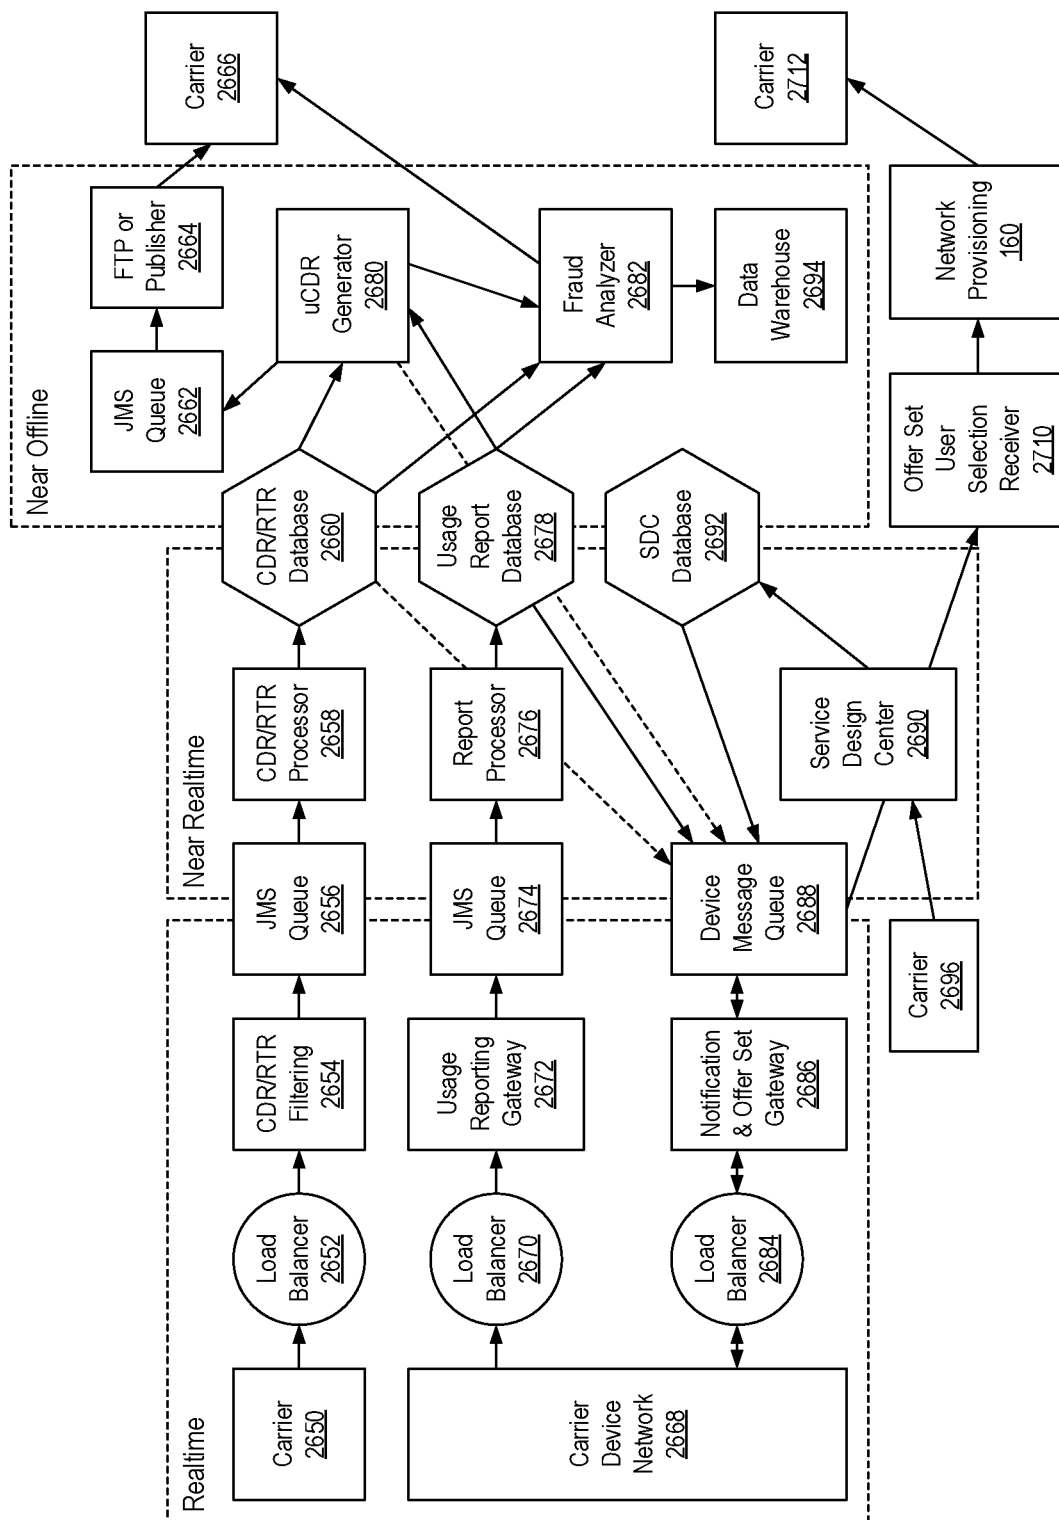 Realtime
Carrier
2650
Load
Balancer
2652
CDR/RTR
Filtering
2654
JMS
Queue
2656
Near Realtime
CDR/RTR
Processor
2658
CDR/RTR
Database
2660
Near Offline
JMS
Queue
2662
FTP or
Publisher
2664
Carrier
2666
Carrier
Device
Network
2668
Load
Balancer
2670
Usage
Reporting
Gateway
2672
JMS
Queue
2674
Report
Processor
2676
Usage
Report
Database
2678
uCDR
Generator
2680
Fraud
Analyzer
2682
Load
Balancer
2684
Notification
& Offer Set
Gateway
2686
Device
Message
Queue
2688
Service
Design
Center
2690
SDC
Database
2692
Data
Warehouse
2694
Carrier
2696
Offer Set
User
Selection
Receiver
2710
Network
Provisioning
160
Carrier
2712